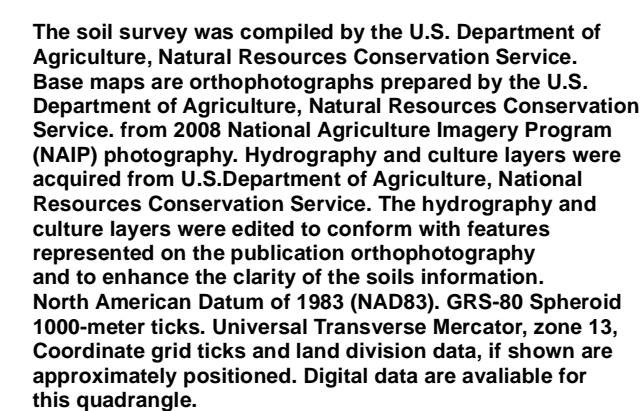 The soil survey was compiled by the U.S. Department of
Agriculture, Natural Resources Conservation Service.
Base maps are orthophotographs prepared by the U.S.
Department of Agriculture, Natural Resources Conservation
Service. from 2008 National Agriculture Imagery Program
(NAIP) photography. Hydrography and culture layers were
acquired from U.S.Department of Agriculture, National
Resources Conservation Service. The hydrography and
culture layers were edited to conform with features
represented on the publication orthophotography
and to enhance the clarity of the soils information.
North American Datum of 1983 (NAD83). GRS-80 Spheroid
1000-meter ticks. Universal Transverse Mercator, zone 13,
Coordinate grid ticks and land division data, if shown are
approximately positioned. Digital data are avaliable for
this quadrangle.